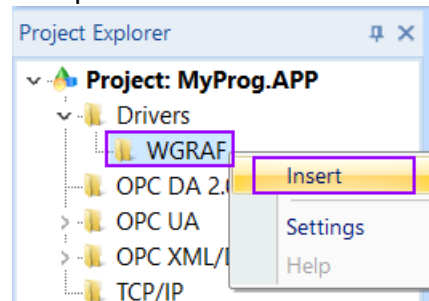 Project Explorer
Project: MyProg.APP
Drivers
WGRAF
Insert
OPC DA 2.
OPC UA
Settings
OPC XML/
Help
TCP/IP